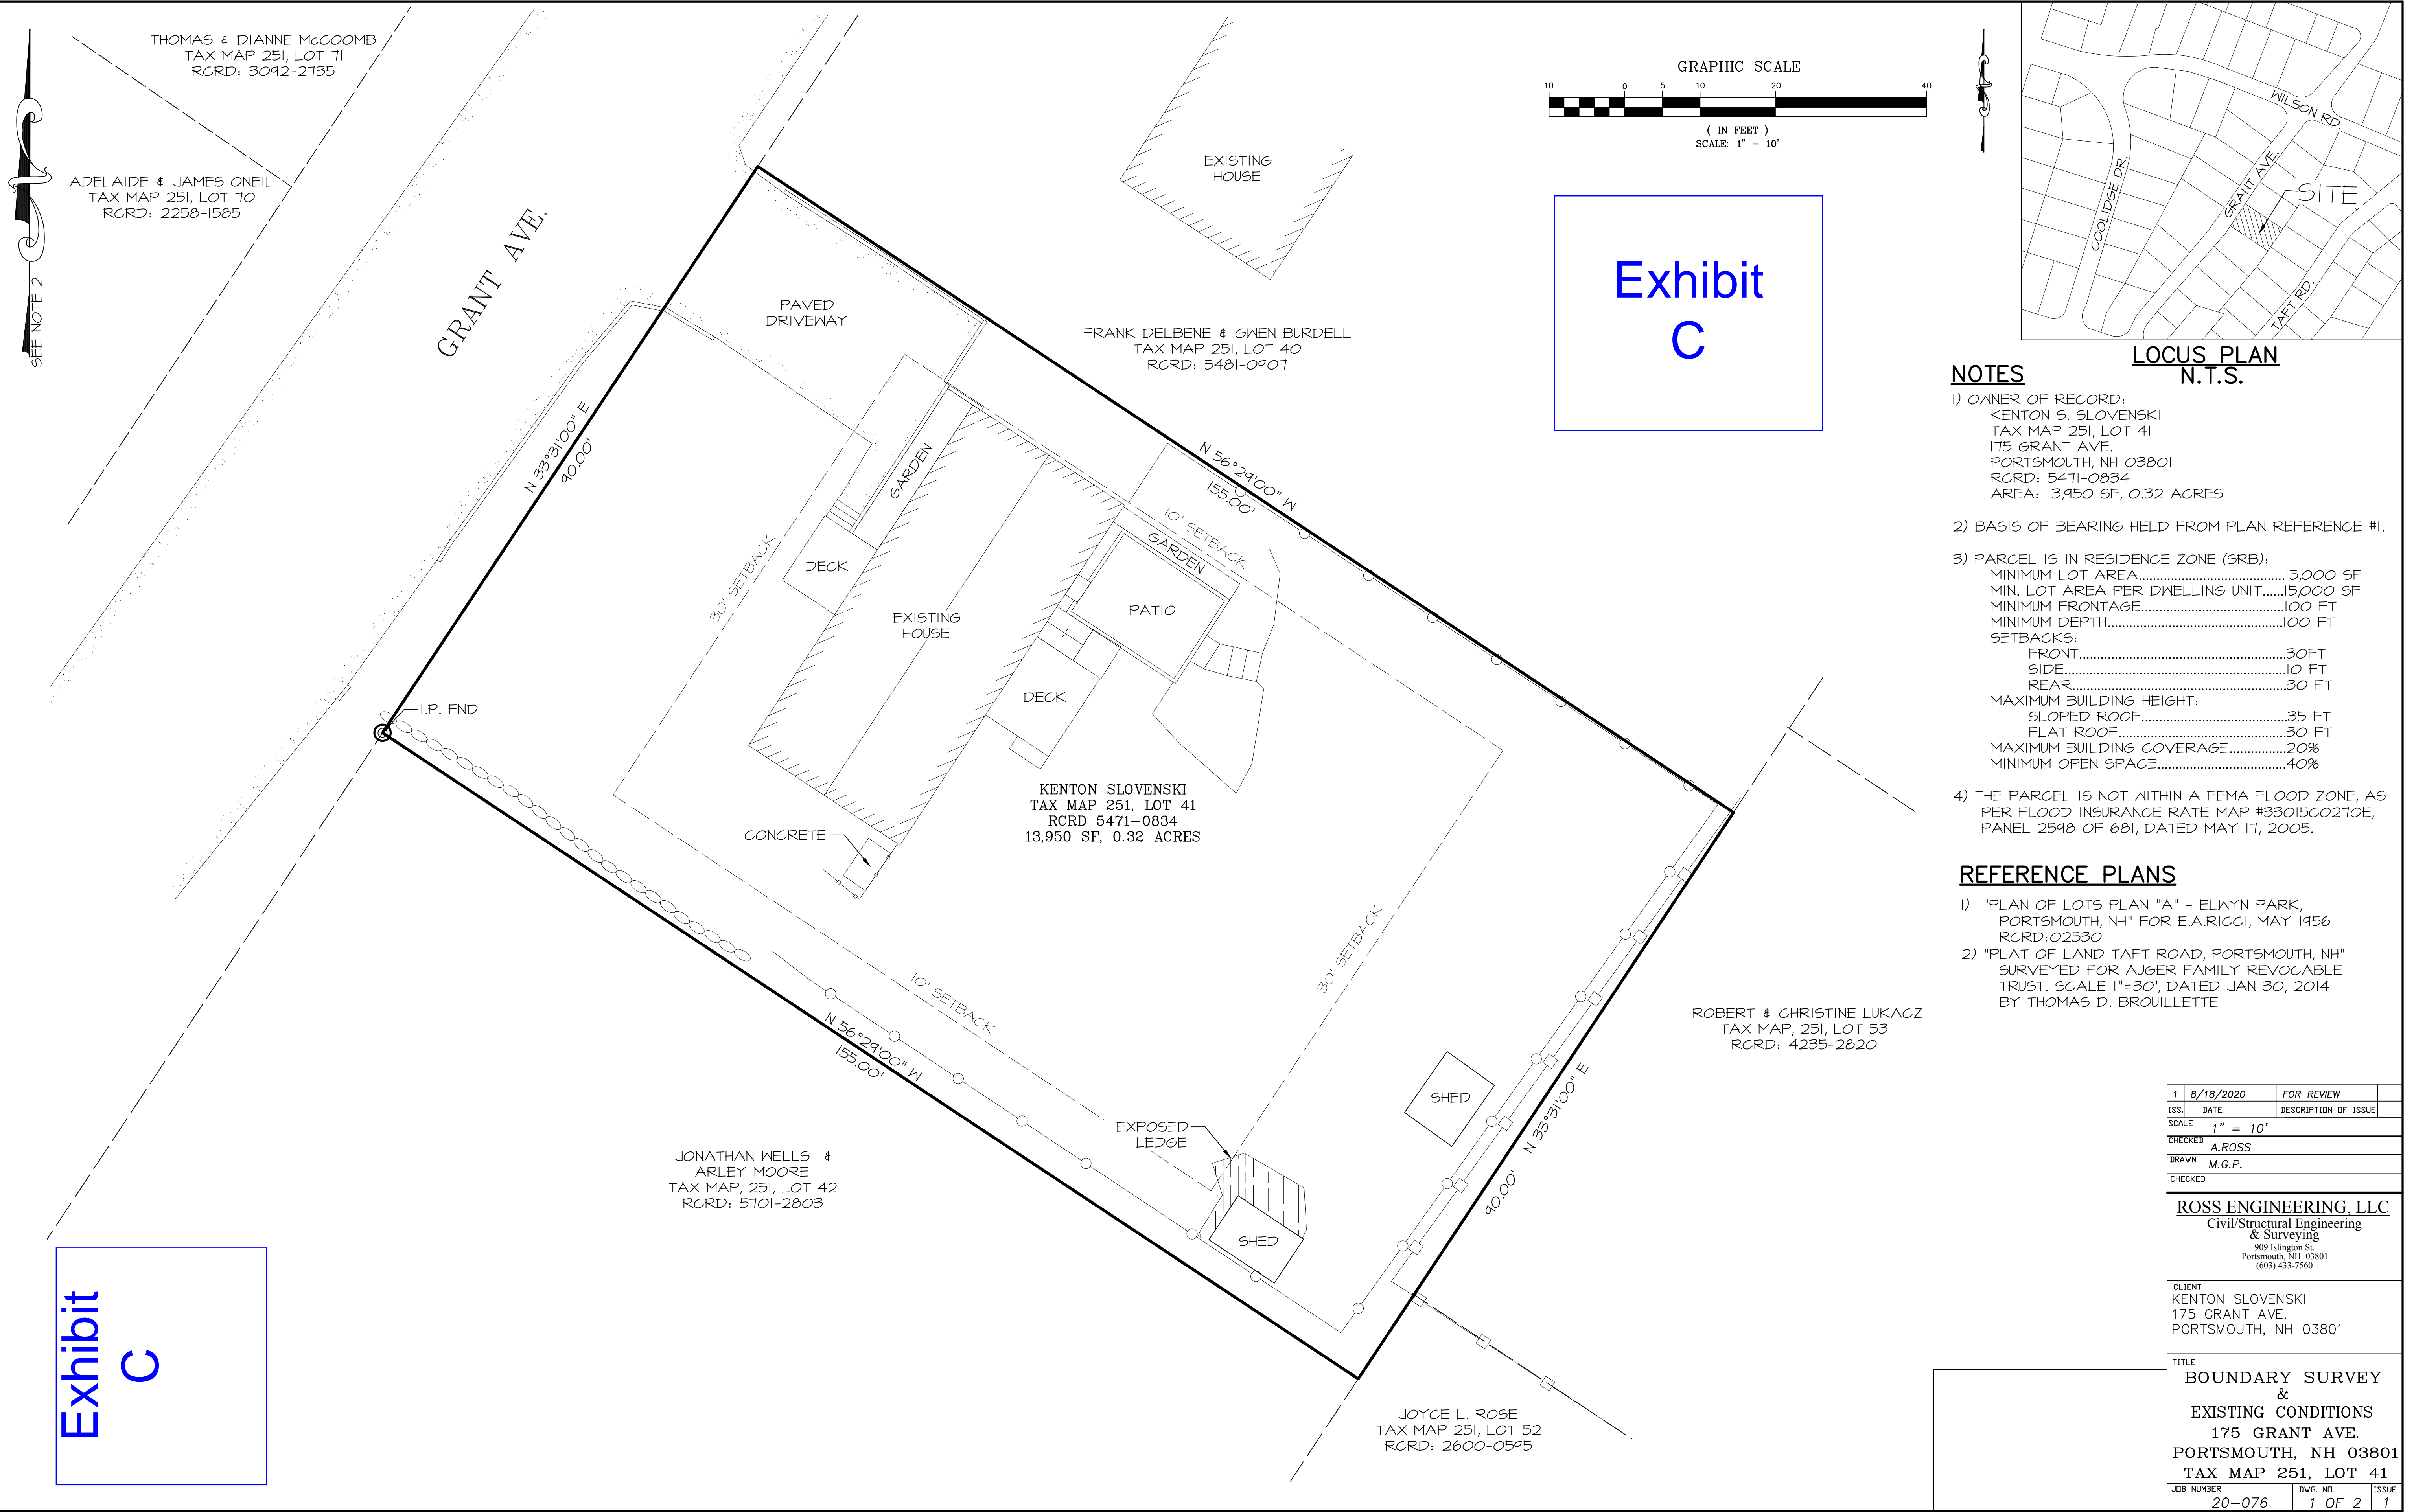 THOMAS & DIANNE McCOOMB
TAX MAP 251, LOT 71
RCRD: 3092-2735
ADELAIDE & JAMES ONEIL
TAX MAP 251, LOT 70
RCRD: 2258-1585
SEE NOTE 2
GRANT AVE.
PAVED
DRIVEWAY
EXISTING
HOUSE
FRANK DELBENE & GWEN BURDELL
TAX MAP 251, LOT 40
RCRD: 5481-0907
GRAPHIC SCALE
10 0 5 10 20 40
( IN FEET )
SCALE: 1" = 10'
Exhibit
C
WILSON RD.
GRANT AVE.
COOLIDGE DR.
SITE
TAFT RD.
LOCUS PLAN
N.T.S.
N 33°31'00" E
90.00'
GARDEN
N 56°29'00" W
155.00'
10' SETBACK
GARDEN
30' SETBACK
DECK
EXISTING
HOUSE
PATIO
DECK
I.P. FND
KENTON SLOVENSKI
TAX MAP 251, LOT 41
RCRD 5471-0834
13,950 SF, 0.32 ACRES
CONCRETE
30' SETBACK
10' SETBACK
N 56°29'00" W
155.00'
ROBERT & CHRISTINE LUKACZ
TAX MAP, 251, LOT 53
RCRD: 4235-2820
SHED
N 33°31'00" E
90.00'
EXPOSED
LEDGE
SHED
JONATHAN WELLS &
ARLEY MOORE
TAX MAP, 251, LOT 42
RCRD: 5701-2803
JOYCE L. ROSE
TAX MAP 251, LOT 52
RCRD: 2600-0595
Exhibit
C
NOTES
1) OWNER OF RECORD:
KENTON S. SLOVENSKI
TAX MAP 251, LOT 41
175 GRANT AVE.
PORTSMOUTH, NH 03801
RCRD: 5471-0834
AREA: 13,950 SF, 0.32 ACRES
2) BASIS OF BEARING HELD FROM PLAN REFERENCE #1.
3) PARCEL IS IN RESIDENCE ZONE (SRB):
MINIMUM LOT AREA.........................................15,000 SF
MIN. LOT AREA PER DWELLING UNIT......15,000 SF
MINIMUM FRONTAGE........................................100 FT
MINIMUM DEPTH.................................................100 FT
SETBACKS:
FRONT..........................................................30FT
SIDE.............................................................10 FT
REAR............................................................30 FT
MAXIMUM BUILDING HEIGHT:
SLOPED ROOF.........................................35 FT
FLAT ROOF...............................................30 FT
MAXIMUM BUILDING COVERAGE................20%
MINIMUM OPEN SPACE....................................40%
4) THE PARCEL IS NOT WITHIN A FEMA FLOOD ZONE, AS
PER FLOOD INSURANCE RATE MAP #33015C0270E,
PANEL 2598 OF 681, DATED MAY 17, 2005.
REFERENCE PLANS
1) "PLAN OF LOTS PLAN "A" - ELWYN PARK,
PORTSMOUTH, NH" FOR E.A.RICCI, MAY 1956
RCRD:02530
2) "PLAT OF LAND TAFT ROAD, PORTSMOUTH, NH"
SURVEYED FOR AUGER FAMILY REVOCABLE
TRUST. SCALE 1"=30', DATED JAN 30, 2014
BY THOMAS D. BROUILLETTE
1 8/18/2020 FOR REVIEW
ISS. DATE DESCRIPTION OF ISSUE
SCALE 1" = 10'
CHECKED A.ROSS
DRAWN M.G.P.
CHECKED
ROSS ENGINEERING, LLC
Civil/Structural Engineering
& Surveying
909 Islington St.
Portsmouth, NH 03801
(603) 433-7560
CLIENT
KENTON SLOVENSKI
175 GRANT AVE.
PORTSMOUTH, NH 03801
TITLE
BOUNDARY SURVEY
&
EXISTING CONDITIONS
175 GRANT AVE.
PORTSMOUTH, NH 03801
TAX MAP 251, LOT 41
JOB NUMBER DWG. NO. ISSUE
20-076 1 OF 2 1